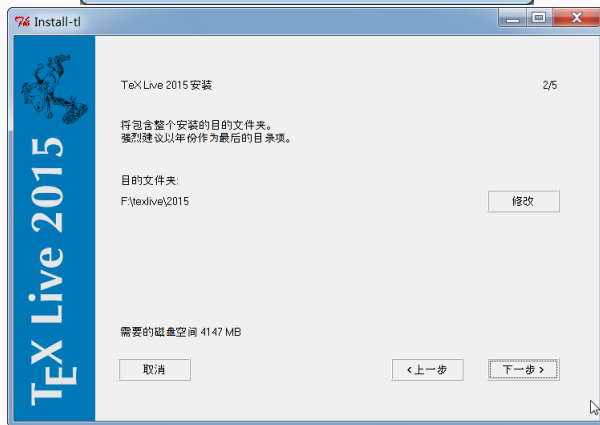 Install-tl
TeX Live 2015 安装
2/5
将包含整个安装的目的文件夹。
强烈建议以年份作为最后的目录项。
目的文件夹:
F:\texlive\2015
修改
需要的磁盘空间 4147 MB
取消
<上一步
下一步>
TEX Live 2015